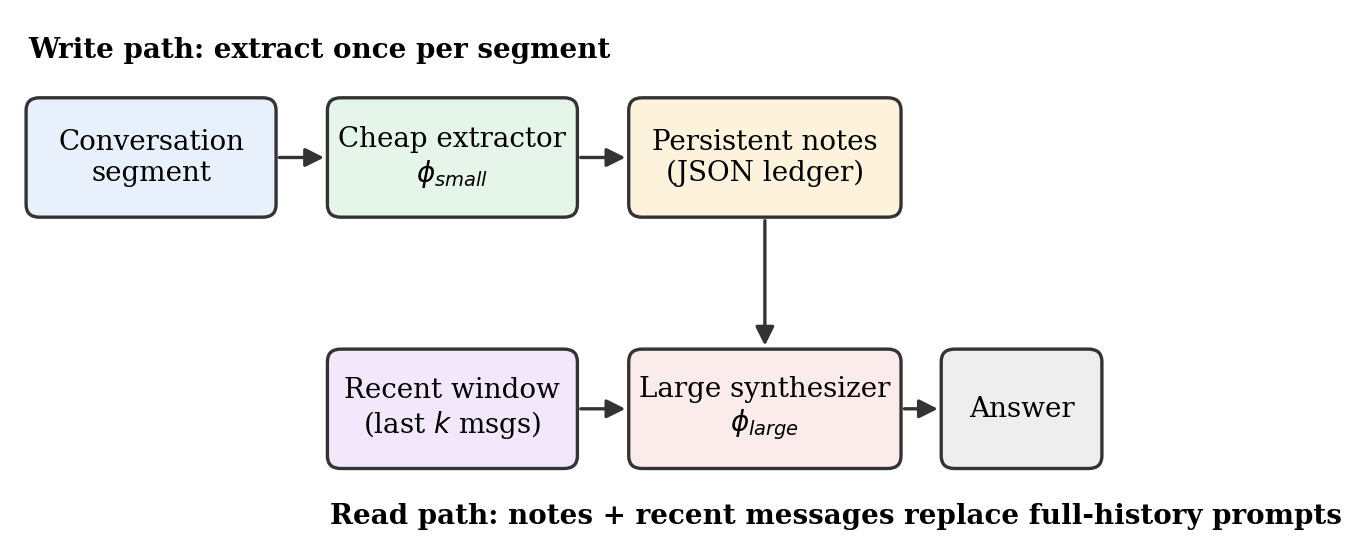 Write path: extract once per segment
Conversation
segment
Cheap extractor
ϕsmall
Persistent notes
(JSON ledger)
Recent window
(last k msgs)
Large synthesizer
ϕlarge
Answer
Read path: notes + recent messages replace full-history prompts